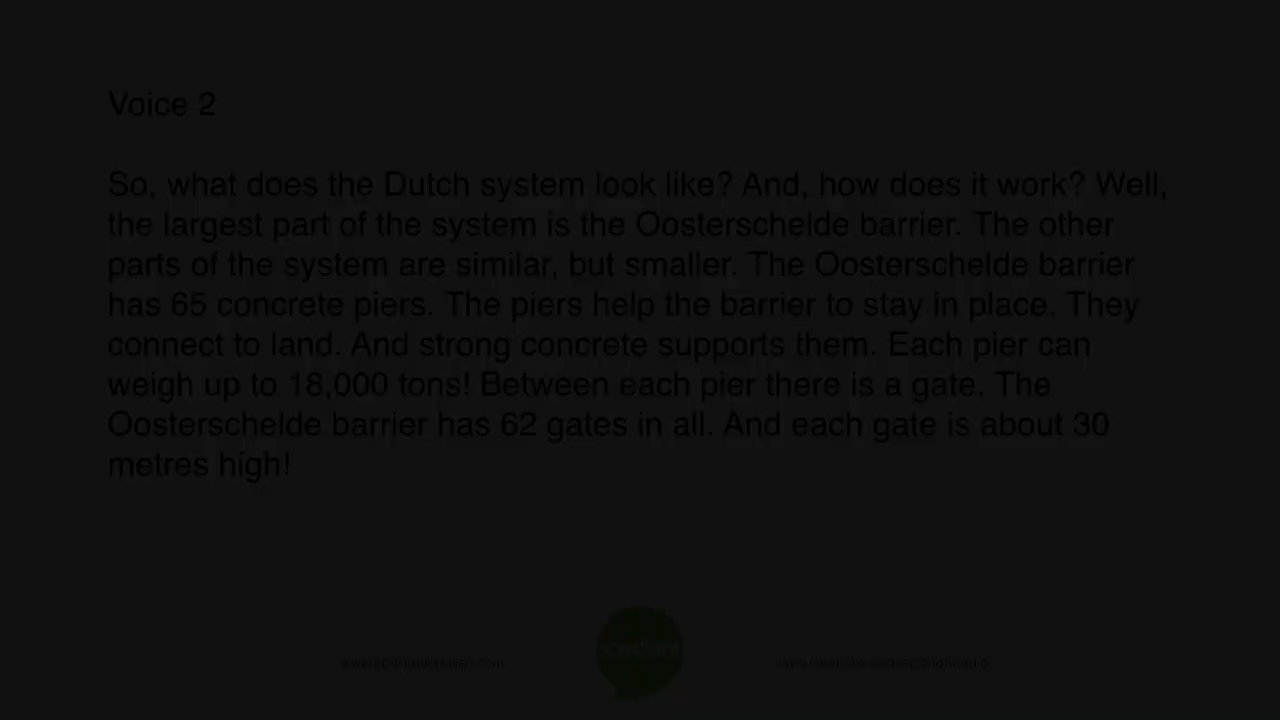 Voice 2
So, what does the Dutch system look like? And, how does it work? Well,
the largest part of the system is the Oosterschelde barrier. The other
parts of the system are similar, but smaller. The Oosterschelde barrier
has 65 concrete piers. The piers help the barrier to stay in place. They
connect to land. And strong concrete supports them. Each pier can
weigh up to 18,000 tons! Between each pier there is a gate. The
Oosterschelde barrier has 62 gates in all. And each gate is about 30
metres high!